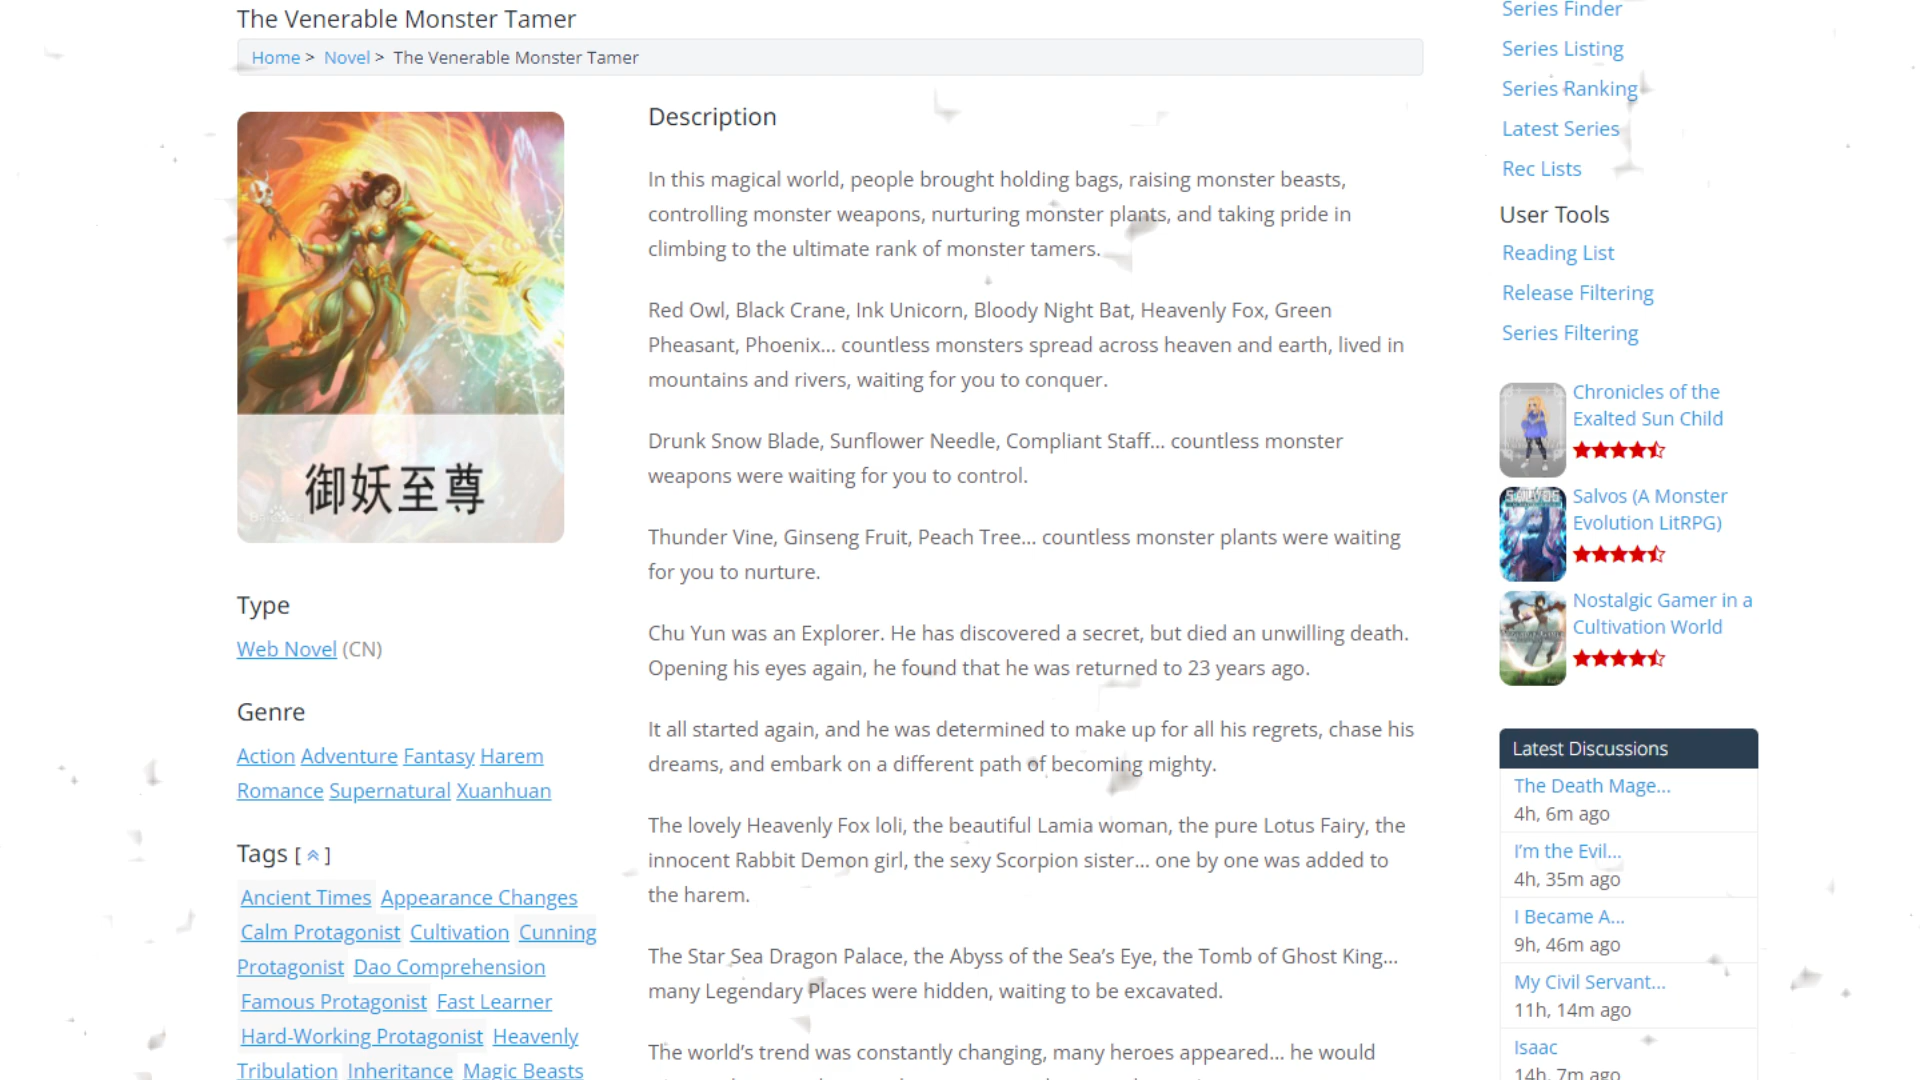 The Venerable Monster Tamer
Home > Novel > The Venerable Monster Tamer
御妖至尊
Type
Web Novel (CN)
Genre
Action Adventure Fantasy Harem
Romance Supernatural Xuanhuan
Tags [ ]
Ancient Times Appearance Changes
Calm Protagonist Cultivation Cunning
Protagonist Dao Comprehension
Famous Protagonist Fast Learner
Hard-Working Protagonist Heavenly
Tribulation Inheritance Magic Beasts
Description
In this magical world, people brought holding bags, raising monster beasts,
controlling monster weapons, nurturing monster plants, and taking pride in
climbing to the ultimate rank of monster tamers.
Red Owl, Black Crane, Ink Unicorn, Bloody Night Bat, Heavenly Fox, Green
Pheasant, Phoenix… countless monsters spread across heaven and earth, lived in
mountains and rivers, waiting for you to conquer.
Drunk Snow Blade, Sunflower Needle, Compliant Staff… countless monster
weapons were waiting for you to control.
Thunder Vine, Ginseng Fruit, Peach Tree… countless monster plants were waiting
for you to nurture.
Chu Yun was an Explorer. He has discovered a secret, but died an unwilling death.
Opening his eyes again, he found that he was returned to 23 years ago.
It all started again, and he was determined to make up for all his regrets, chase his
dreams, and embark on a different path of becoming mighty.
The lovely Heavenly Fox loli, the beautiful Lamia woman, the pure Lotus Fairy, the
innocent Rabbit Demon girl, the sexy Scorpion sister… one by one was added to
the harem.
The Star Sea Dragon Palace, the Abyss of the Sea’s Eye, the Tomb of Ghost King…
many Legendary Places were hidden, waiting to be excavated.
The world’s trend was constantly changing, many heroes appeared… he would
Series Finder
Series Listing
Series Ranking
Latest Series
Rec Lists
User Tools
Reading List
Release Filtering
Series Filtering
Chronicles of the
Exalted Sun Child
SALVOS
Salvos (A Monster
Evolution LitRPG)
Nostalgic Gamer in a
Cultivation World
Latest Discussions
The Death Mage...
4h, 6m ago
I’m the Evil...
4h, 35m ago
I Became A...
9h, 46m ago
My Civil Servant...
11h, 14m ago
Isaac
14h, 7m ago